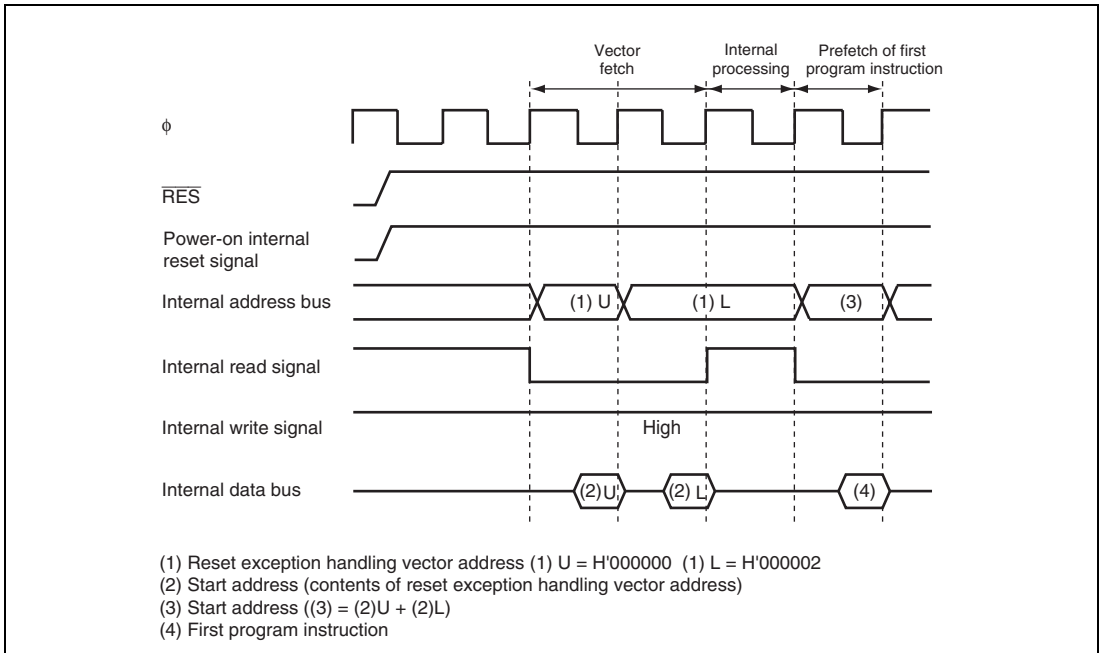 Vector
fetch
Internal
processing
Prefetch of first
program instruction
ϕ
RES
Power-on internal
reset signal
Internal address bus
(1) U
(1) L
(3)
Internal read signal
Internal write signal
High
Internal data bus
(2)U
(2) L
(4)
(1) Reset exception handling vector address (1) U = H'000000 (1) L = H'000002
(2) Start address (contents of reset exception handling vector address)
(3) Start address ((3) = (2)U + (2)L)
(4) First program instruction